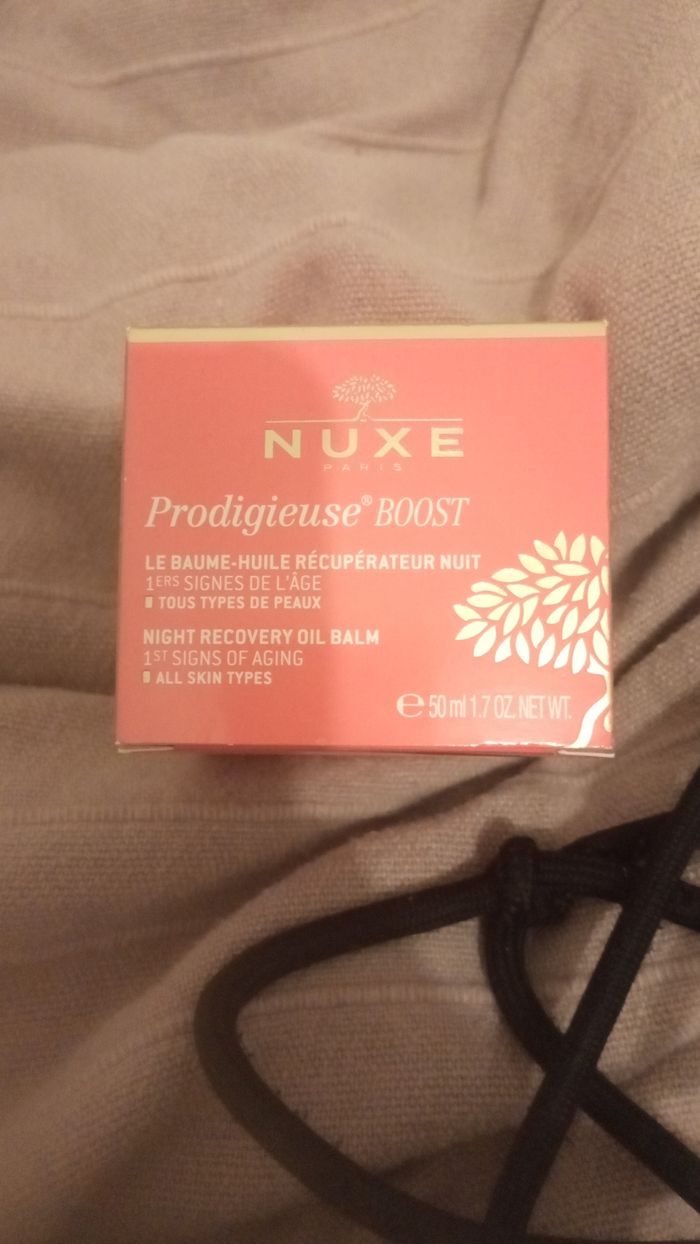 NUXE
PARIS
Prodigieuse® BOOST
LE BAUME-HUILE RÉCUPÉRATEUR NUIT
1ERS SIGNES DE L'ÂGE
TOUS TYPES DE PEAUX
NIGHT RECOVERY OIL BALM
1ST SIGNS OF AGING
ALL SKIN TYPES
℮ 50 ml 1.7 OZ. NET WT.